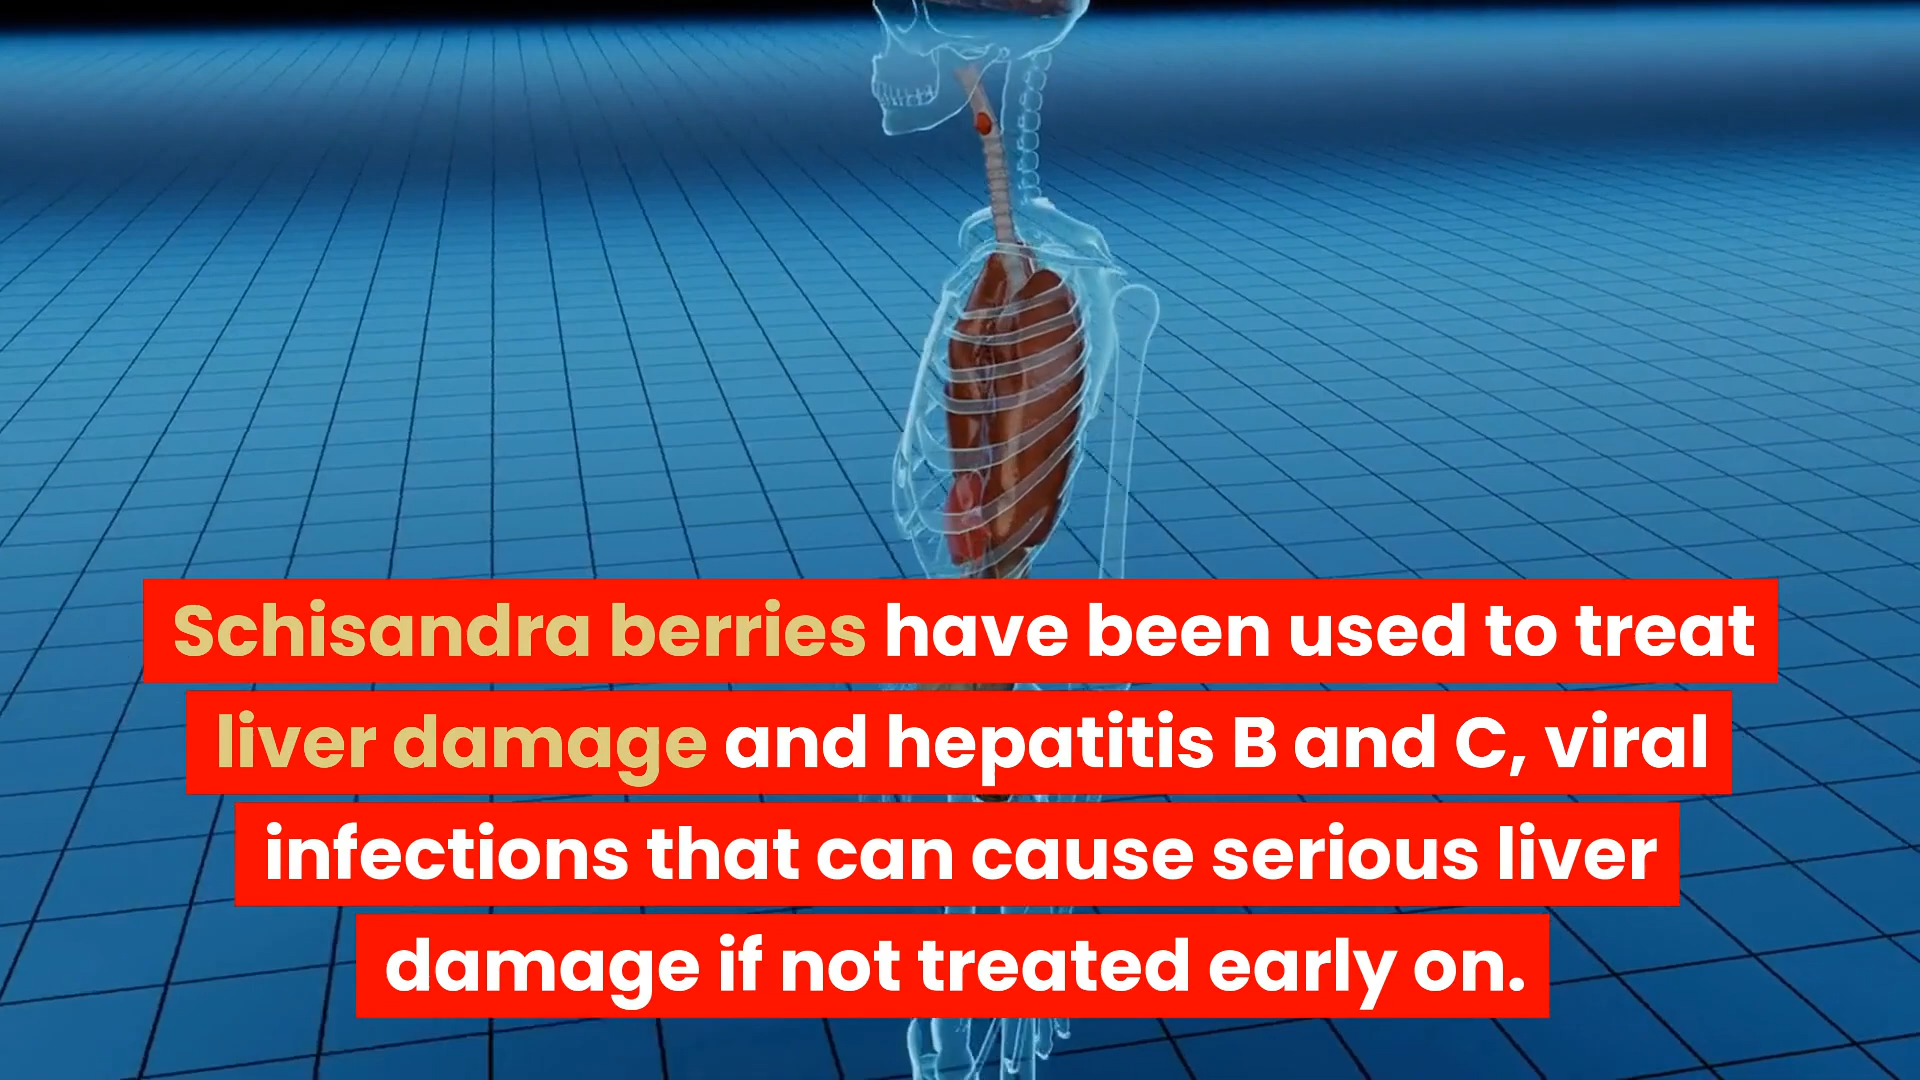 Schisandra berries have been used to treat
liver damage and hepatitis B and C, viral
infections that can cause serious liver
damage if not treated early on.